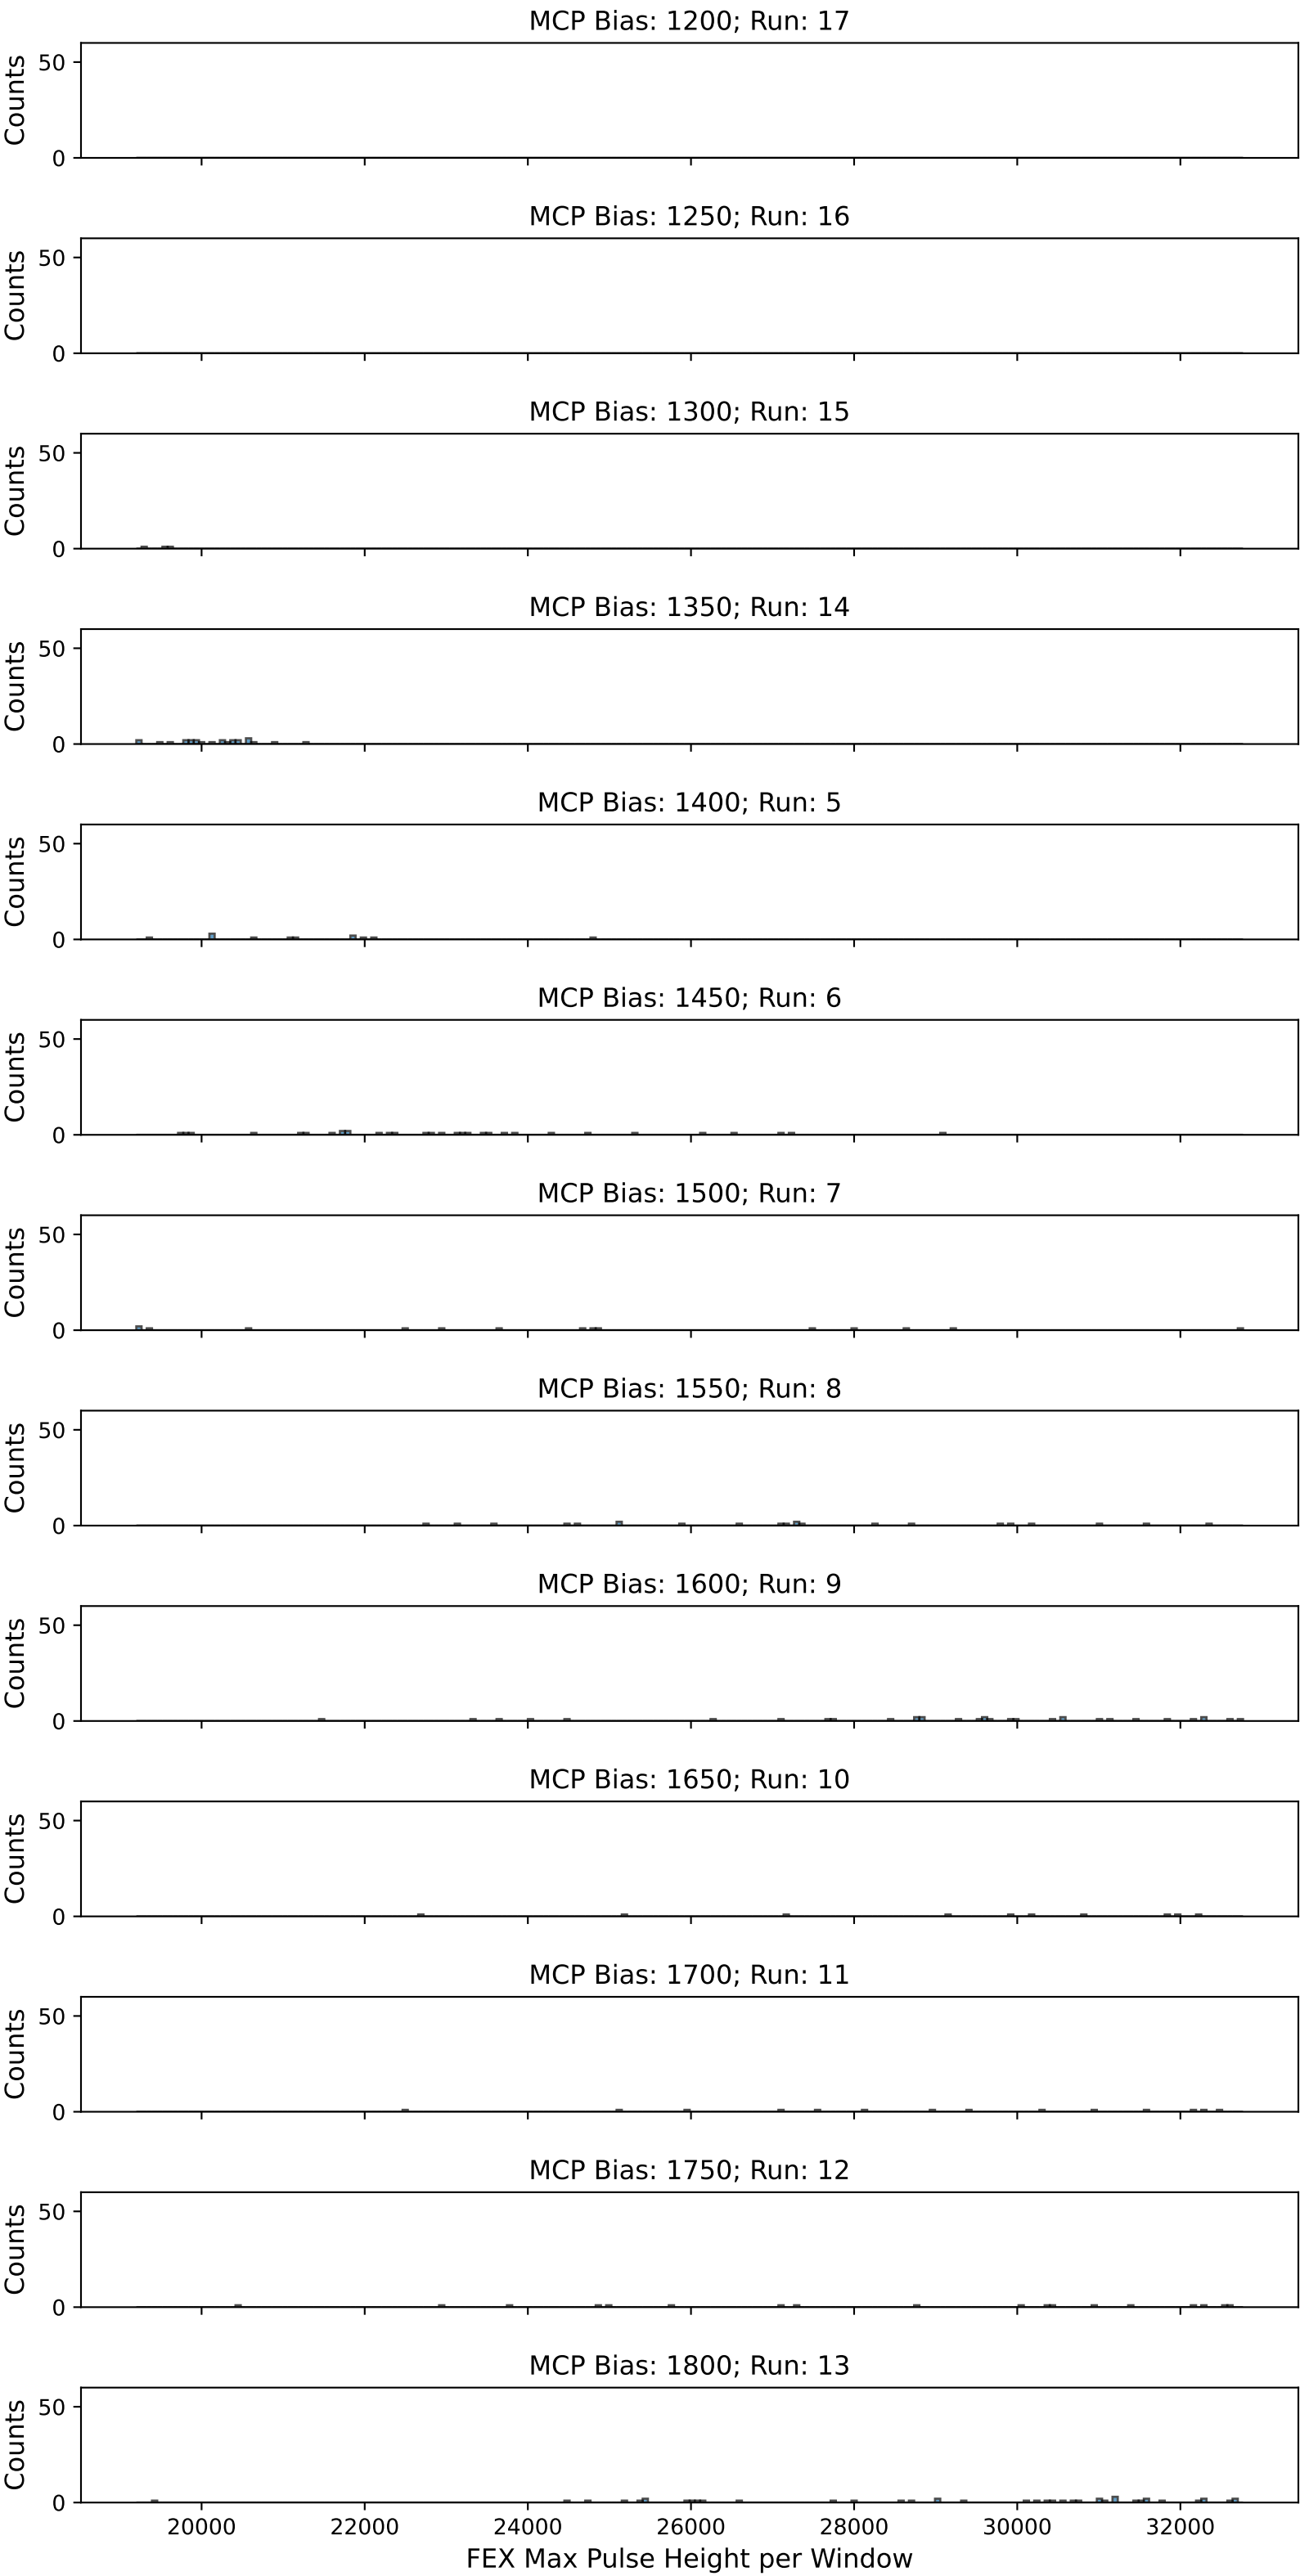 MCP Bias: 1200; Run: 17
50
0
Counts
MCP Bias: 1250; Run: 16
50
0
Counts
MCP Bias: 1300; Run: 15
50
0
Counts
MCP Bias: 1350; Run: 14
50
0
Counts
MCP Bias: 1400; Run: 5
50
0
Counts
MCP Bias: 1450; Run: 6
50
0
Counts
MCP Bias: 1500; Run: 7
50
0
Counts
MCP Bias: 1550; Run: 8
50
0
Counts
MCP Bias: 1600; Run: 9
50
0
Counts
MCP Bias: 1650; Run: 10
50
0
Counts
MCP Bias: 1700; Run: 11
50
0
Counts
MCP Bias: 1750; Run: 12
50
0
Counts
MCP Bias: 1800; Run: 13
50
0
Counts
20000 22000 24000 26000 28000 30000 32000
FEX Max Pulse Height per Window